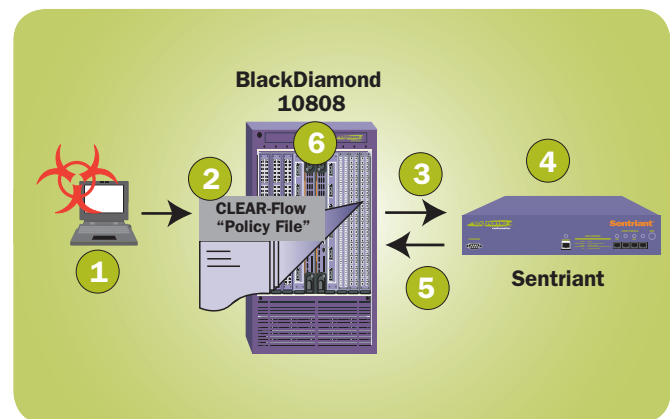 BlackDiamond
10808
6
2
3
4
CLEAR-Flow
"Policy File"
Sentriant
1
5
Sentriant